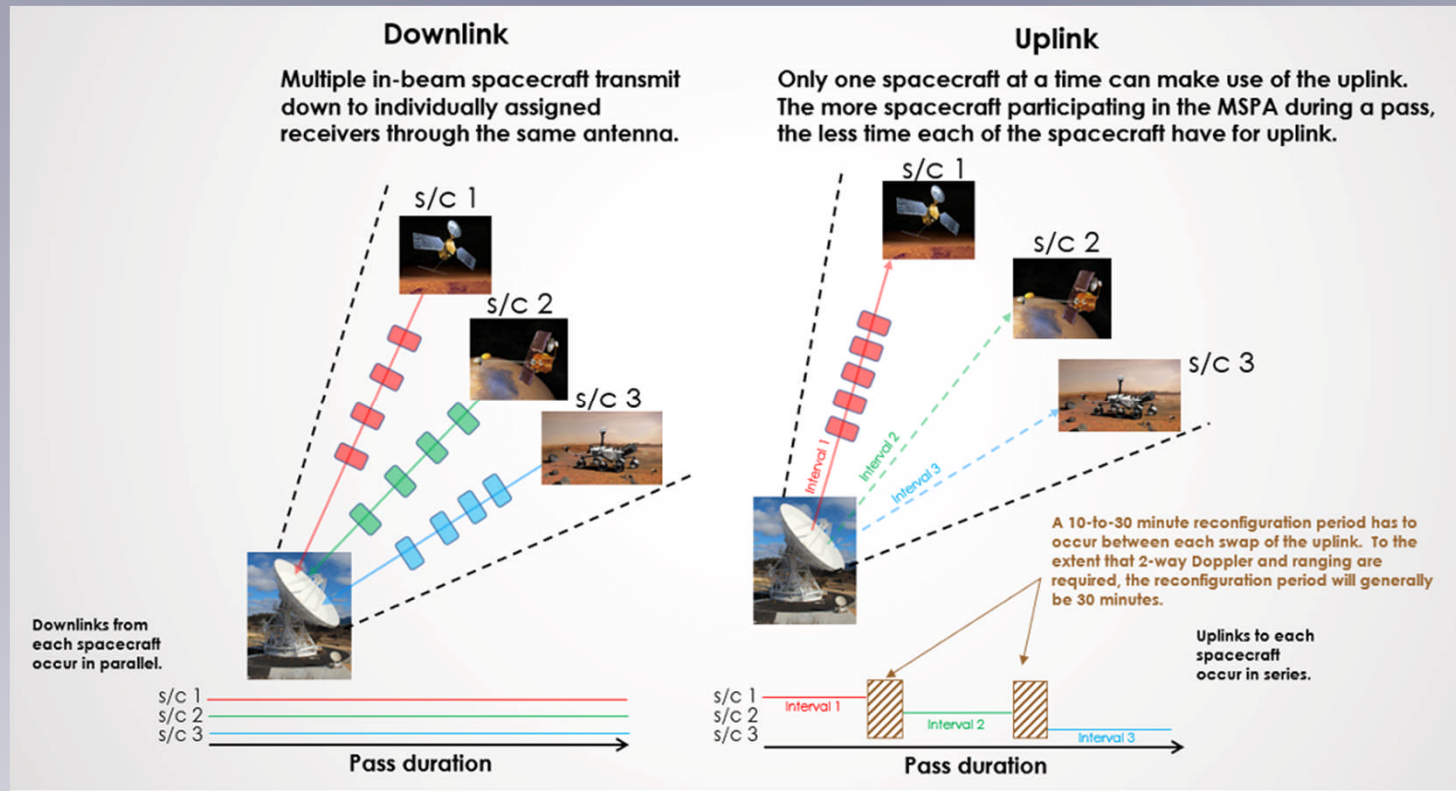 Downlink
Multiple in-beam spacecraft transmit
down to individually assigned
receivers through the same antenna.
s/c 1
s/c 2
s/c 3
Downlinks from
each spacecraft
occur in parallel.
s/c 1
s/c 2
s/c 3
Pass duration
Uplink
Only one spacecraft at a time can make use of the uplink.
The more spacecraft participating in the MSPA during a pass,
the less time each of the spacecraft have for uplink.
s/c 1
s/c 2
s/c 3
Interval 1
Interval 2
Interval 3
A 10-to-30 minute reconfiguration period has to
occur between each swap of the uplink. To the
extent that 2-way Doppler and ranging are
required, the reconfiguration period will generally
be 30 minutes.
Uplinks to each
spacecraft
occur in series.
s/c 1
s/c 2
s/c 3
Interval 1
Interval 2
Interval 3
Pass duration